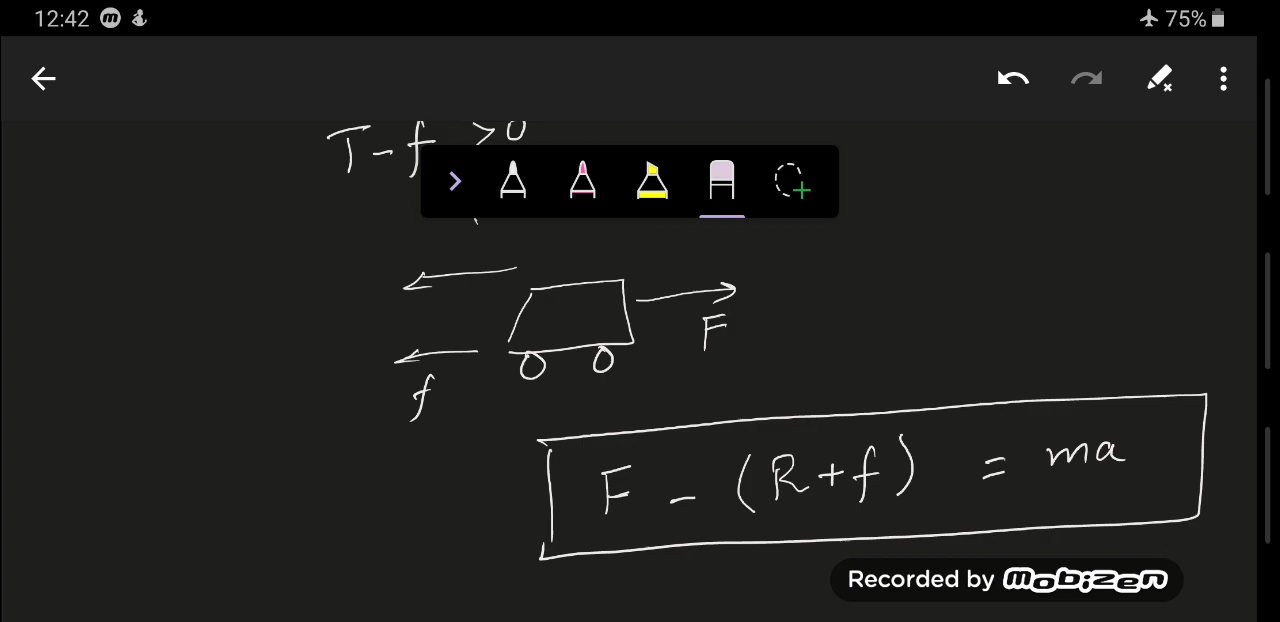 12:42
75%
T - f > 0
F
f
F - (R + f) = ma
Recorded by mobizen